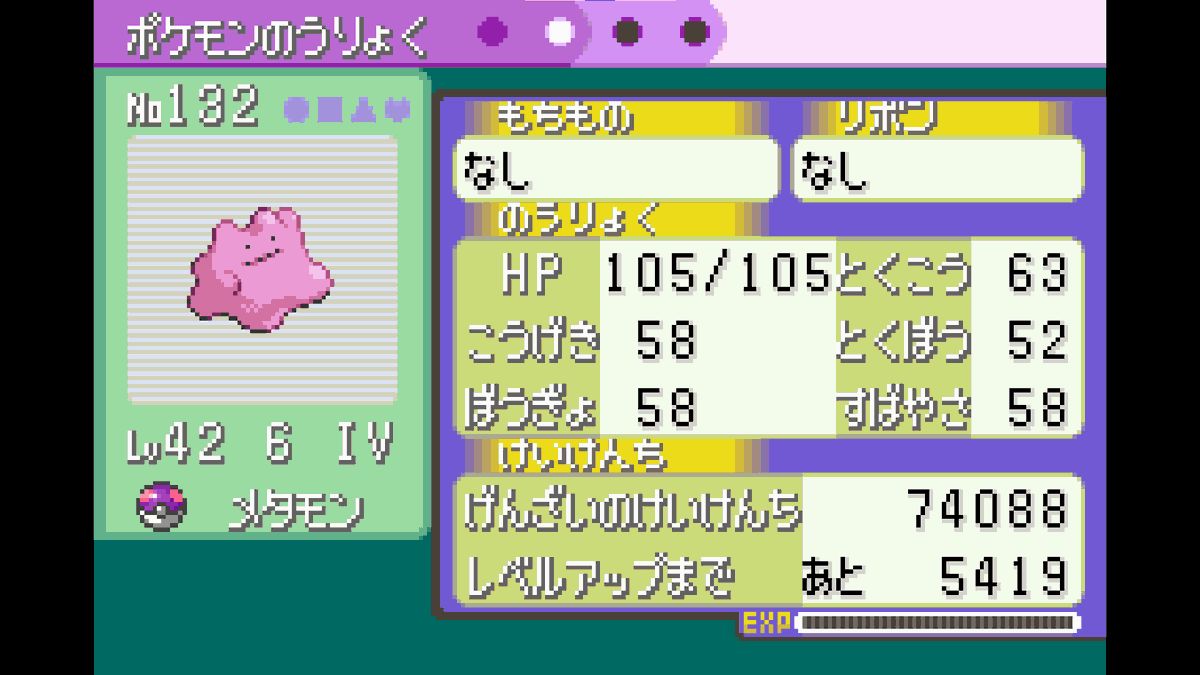 ポケモンのうりょく
No132
もちもの リボン
なし なし
のうりょく
HP 105/105 とくこう 63
こうげき 58 とくぼう 52
ぼうぎょ 58 すばやさ 58
Lv42 6 IV
メタモン
けいけんち
げんざいのけいけんち 74088
レベルアップまで あと 5419
EXP